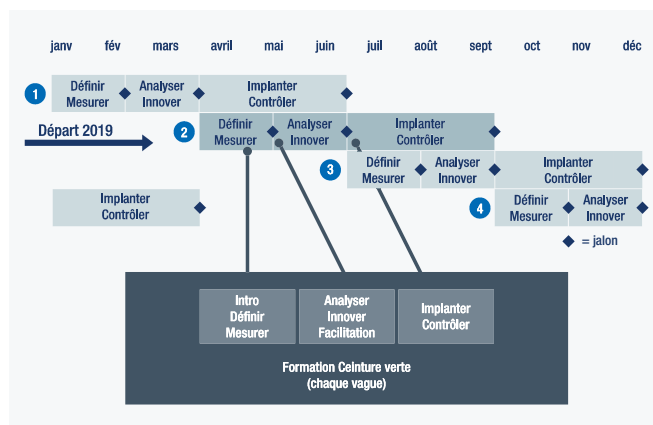 janv fév mars avril mai juin juil août sept oct nov déc
1 Définir Analyser Implanter
Mesurer Innover Contrôler
Départ 2019
2 Définir Analyser Implanter
Mesurer Innover Contrôler
3 Définir Analyser Implanter
Mesurer Innover Contrôler
Implanter
Contrôler
4 Définir Analyser
Mesurer Innover
= jalon
Intro
Définir
Mesurer
Analyser
Innover
Facilitation
Implanter
Contrôler
Formation Ceinture verte
(chaque vague)